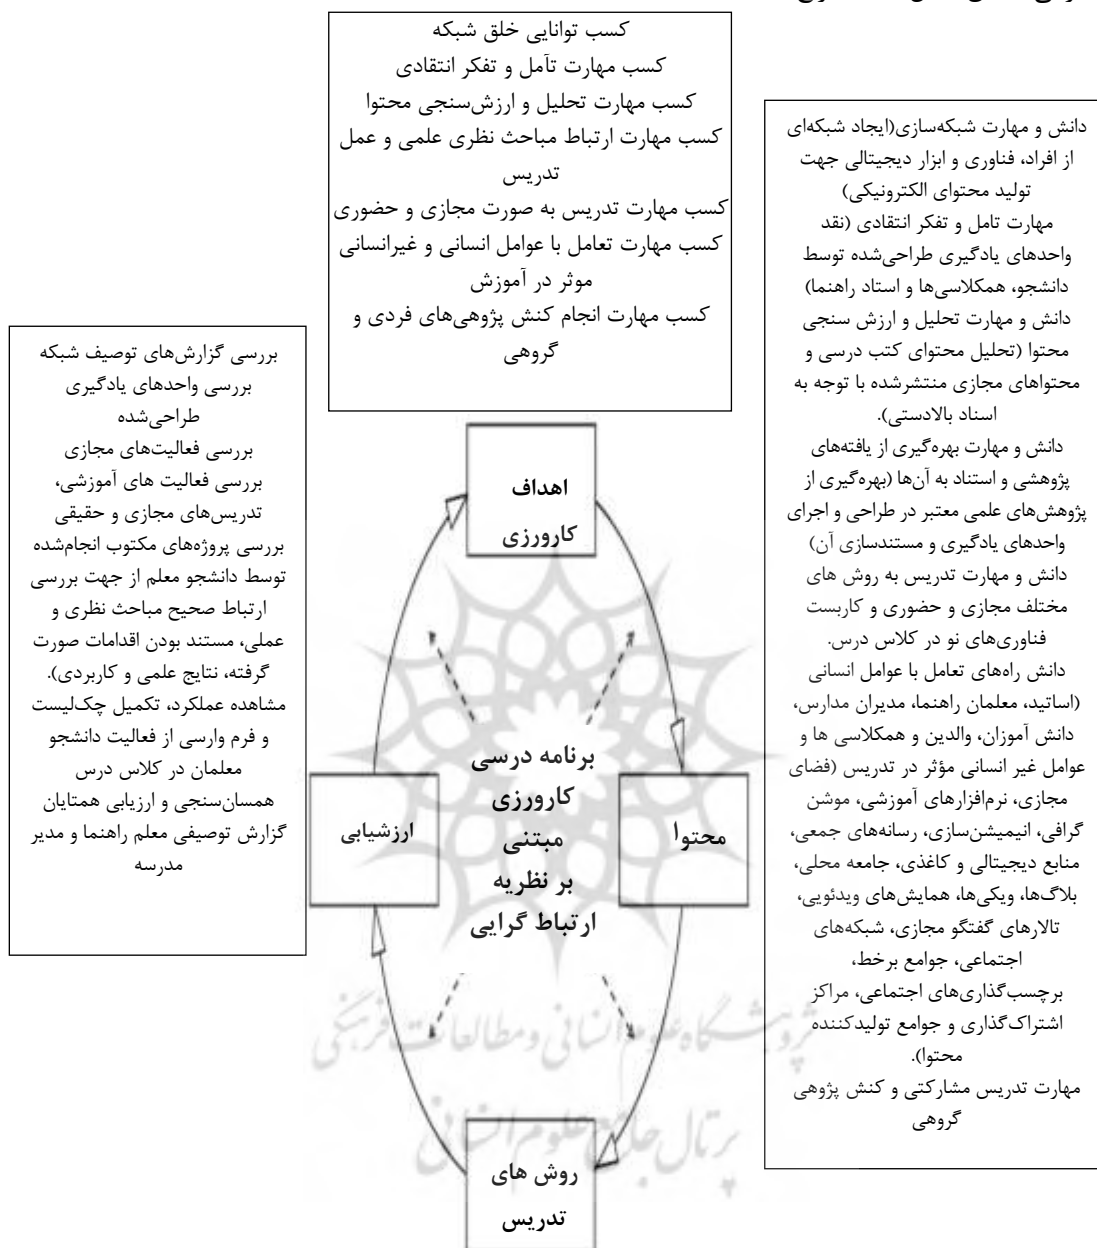 کسب توانایی خلق شبکه
کسب مهارت تآمل و تفکر انتقادی
کسب مهارت تحلیل و ارزش‌سنجی محتوا
کسب مهارت ارتباط مباحث نظری علمی و عمل
تدریس
کسب مهارت تدریس به صورت مجازی و حضوری
کسب مهارت تعامل با عوامل انسانی و غیرانسانی
موثر در آموزش
کسب مهارت انجام کنش پژوهی‌های فردی و
گروهی
دانش و مهارت شبکه‌سازی(ایجاد شبکه‌ای
از افراد، فناوری و ابزار دیجیتالی جهت
تولید محتوای الکترونیکی)
مهارت تامل و تفکر انتقادی (نقد
واحدهای یادگیری طراحی‌شده توسط
دانشجو، همکلاسی‌ها و استاد راهنما)
دانش و مهارت تحلیل و ارزش سنجی
محتوا (تحلیل محتوای کتب درسی و
محتواهای مجازی منتشرشده با توجه به
اسناد بالادستی).
دانش و مهارت بهره‌گیری از یافته‌های
پژوهشی و استناد به آن‌ها (بهره‌گیری از
پژوهش‌های علمی معتبر در طراحی و اجرای
واحدهای یادگیری و مستندسازی آن)
دانش و مهارت تدریس به روش های
مختلف مجازی و حضوری و کاربست
فناوری‌های نو در کلاس درس.
دانش راه‌های تعامل با عوامل انسانی
(اساتید، معلمان راهنما، مدیران مدارس،
دانش آموزان، والدین و همکلاسی ها و
عوامل غیر انسانی مؤثر در تدریس (فضای
مجازی، نرم‌افزارهای آموزشی، موشن
گرافی، انیمیشن‌سازی، رسانه‌های جمعی،
منابع دیجیتالی و کاغذی، جامعه محلی،
بلاگ‌ها، ویکی‌ها، همایش‌های ویدئویی،
تالارهای گفتگو مجازی، شبکه‌های
اجتماعی، جوامع برخط،
برچسب‌گذاری‌های اجتماعی، مراکز
اشتراک‌گذاری و جوامع تولیدکننده
محتوا).
مهارت تدریس مشارکتی و کنش پژوهی
گروهی
بررسی گزارش‌های توصیف شبکه
بررسی واحدهای یادگیری
طراحی‌شده
بررسی فعالیت‌های مجازی
بررسی فعالیت های آموزشی،
تدریس‌های مجازی و حقیقی
بررسی پروژه‌های مکتوب انجام‌شده
توسط دانشجو معلم از جهت بررسی
ارتباط صحیح مباحث نظری و
عملی، مستند بودن اقدامات صورت
گرفته، نتایج علمی و کاربردی).
مشاهده عملکرد، تکمیل چک‌لیست
و فرم وارسی از فعالیت دانشجو
معلمان در کلاس درس
همسان‌سنجی و ارزیابی همتایان
گزارش توصیفی معلم راهنما و مدیر
مدرسه
اهداف
کارورزی
محتوا
برنامه درسی
کارورزی
مبتنی
بر نظریه
ارتباط گرایی
ارزشیابی
پژوهشگاه علوم انسانی و مطالعات فرهنگی
پرتال جامع علوم انسانی
روش های
تدریس